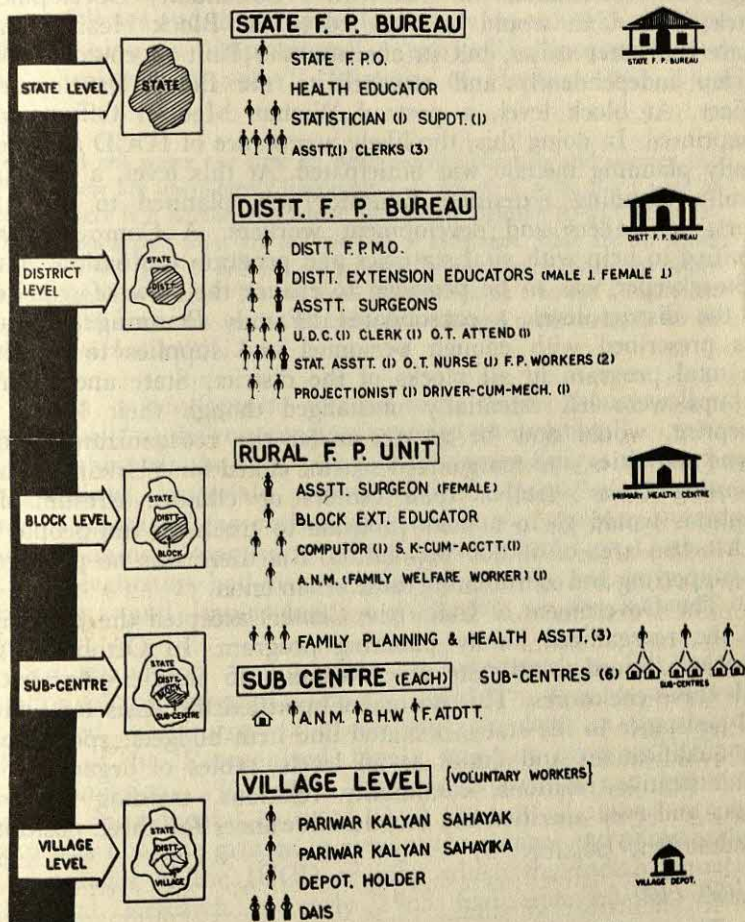 STATE F. P. BUREAU
STATE F. P. BUREAU
STATE LEVEL
STATE
STATE F.P.O.
HEALTH EDUCATOR
STATISTICIAN (1) SUPDT. (1)
ASSTT.(1) CLERKS (3)
DISTT. F. P. BUREAU
DISTT F. P. BUREAU
DISTRICT LEVEL
STATE
DISTT.
DISTT. F.P.M.O.
DISTT. EXTENSION EDUCATORS (MALE 1. FEMALE 1)
ASSTT. SURGEONS
U.D.C.(1) L. CLERK (1) O.T. ATTEND (1)
STAT. ASSTT. (1) O.T. NURSE (1) F.P. WORKERS (2)
PROJECTIONIST (1) DRIVER-CUM-MECH. (1)
RURAL F. P. UNIT
PRIMARY HEALTH CENTRE
BLOCK LEVEL
STATE
DISTT.
BLOCK
ASSTT. SURGEON (FEMALE)
BLOCK EXT. EDUCATOR
COMPUTOR (1) S. K-CUM-ACCTT. (1)
A.N.M. (FAMILY WELFARE WORKER) (1)
FAMILY PLANNING & HEALTH ASSTT. (3)
SUB-CENTRE
STATE
DISTT.
BLOCK
SUB-CENTRE
SUB CENTRE (EACH)
SUB-CENTRES (6)
SUB-CENTRES
A.N.M. B.H.W F. ATDTT.
VILLAGE LEVEL {VOLUNTARY WORKERS}
VILLAGE LEVEL
STATE
DISTT.
VILLAGE
PARIWAR KALYAN SAHAYAK
PARIWAR KALYAN SAHAYIKA
DEPOT. HOLDER
DAIS
VILLAGE DEPOT.